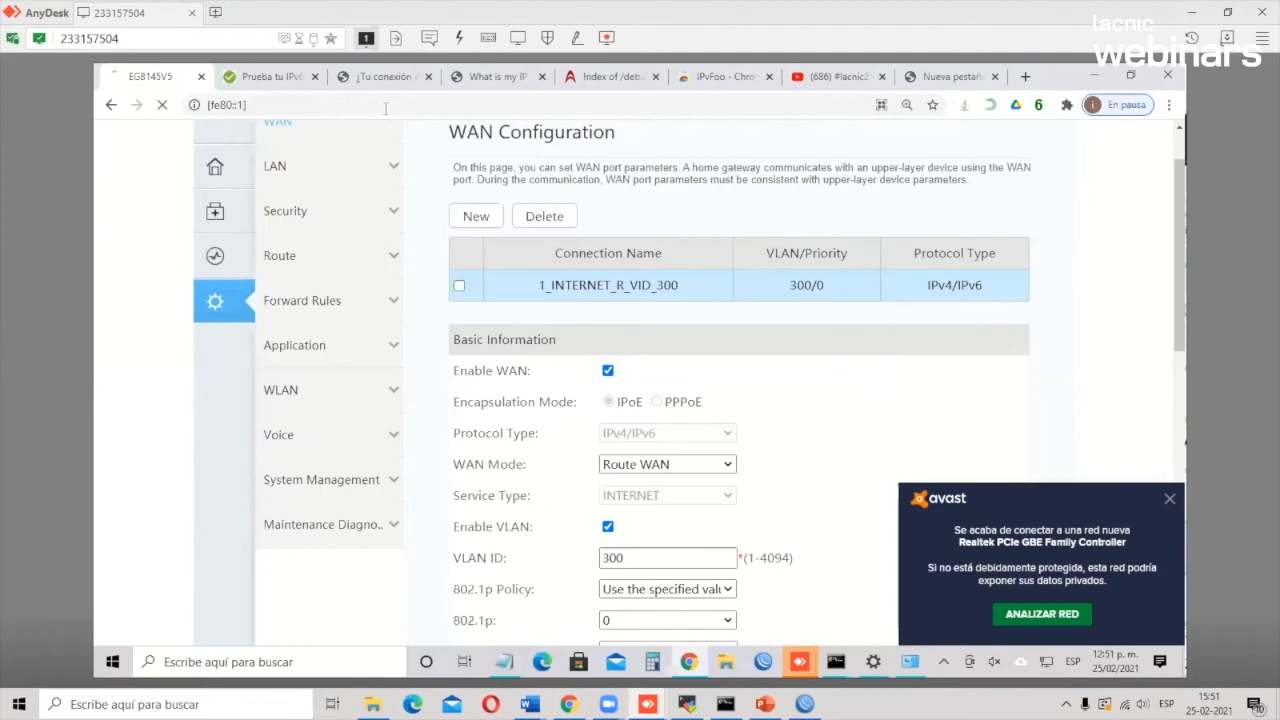 AnyDesk
233157504
233157504
1
lacnic
webinars
EG8145V5
Prueba tu IPv6
¿Tu conexión
What is my IP
Index of /deb
IPvFoo - Chro
(686) #lacnic2
Nueva pestañ
[fe80::1]
6
i
En pausa
WAN
LAN
Security
Route
Forward Rules
Application
WLAN
Voice
System Management
Maintenance Diagno..
WAN Configuration
On this page, you can set WAN port parameters. A home gateway communicates with an upper-layer device using the WAN
port. During the communication, WAN port parameters must be consistent with upper-layer device parameters.
New
Delete
Connection Name VLAN/Priority Protocol Type
1_INTERNET_R_VID_300 300/0 IPv4/IPv6
Basic Information
Enable WAN:
Encapsulation Mode: IPoE PPPoE
Protocol Type: IPv4/IPv6
WAN Mode: Route WAN
Service Type: INTERNET
Enable VLAN:
VLAN ID: 300 *(1-4094)
802.1p Policy: Use the specified valu
802.1p: 0
avast
Se acaba de conectar a una red nueva
Realtek PCIe GBE Family Controller
Si no está debidamente protegida, esta red podría
exponer sus datos privados.
ANALIZAR RED
Escribe aquí para buscar
ESP
12:51 p. m.
25/02/2021
Escribe aquí para buscar
ESP
15:51
25-02-2021